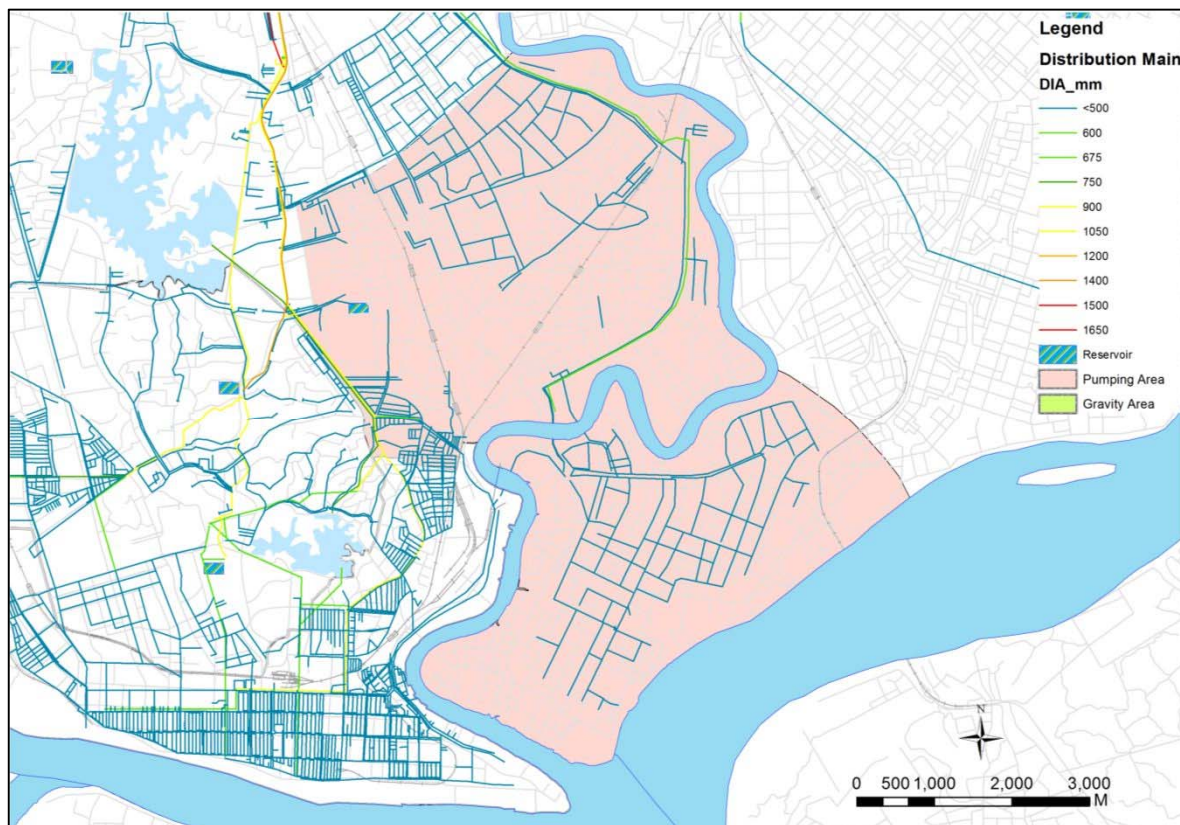 Legend
Distribution Main
DIA_mm
<500
600
675
750
900
1050
1200
1400
1500
1650
Reservoir
Pumping Area
Gravity Area
N
0 500 1,000 2,000 3,000
M